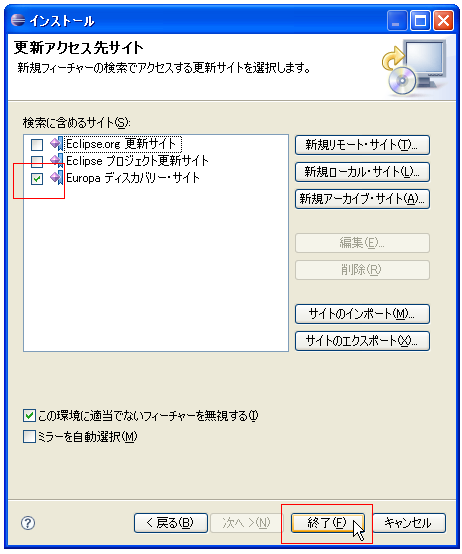 インストール
更新アクセス先サイト
新規フィーチャーの検索でアクセスする更新サイトを選択します。
検索に含めるサイト(S):
Eclipse.org 更新サイト
Eclipse プロジェクト更新サイト
Europa ディスカバリー・サイト
新規リモート・サイト(T)...
新規ローカル・サイト(L)...
新規アーカイブ・サイト(A)...
編集(E)...
削除(R)
サイトのインポート(M)...
サイトのエクスポート(X)...
この環境に適当でないフィーチャーを無視する(I)
ミラーを自動選択(M)
< 戻る(B)
次へ >(N)
終了(F)
キャンセル